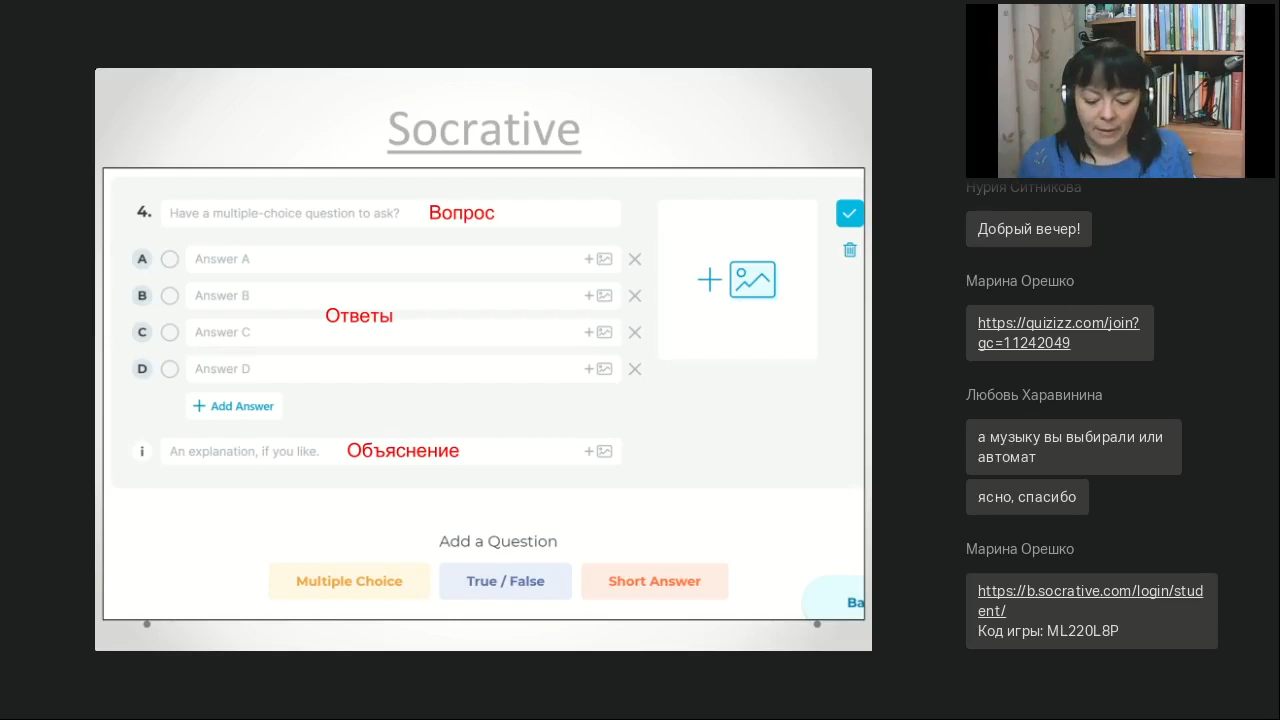 Socrative
4. Have a multiple-choice question to ask? Вопрос
A Answer A
B Answer B
Ответы
C Answer C
D Answer D
+ Add Answer
i An explanation, if you like. Объяснение
Add a Question
Multiple Choice True / False Short Answer
Ba
Нурия Ситникова
Добрый вечер!
Марина Орешко
https://quizizz.com/join?
gc=11242049
Любовь Харавинина
а музыку вы выбирали или
автомат
ясно, спасибо
Марина Орешко
https://b.socrative.com/login/stud
ent/
Код игры: ML220L8P